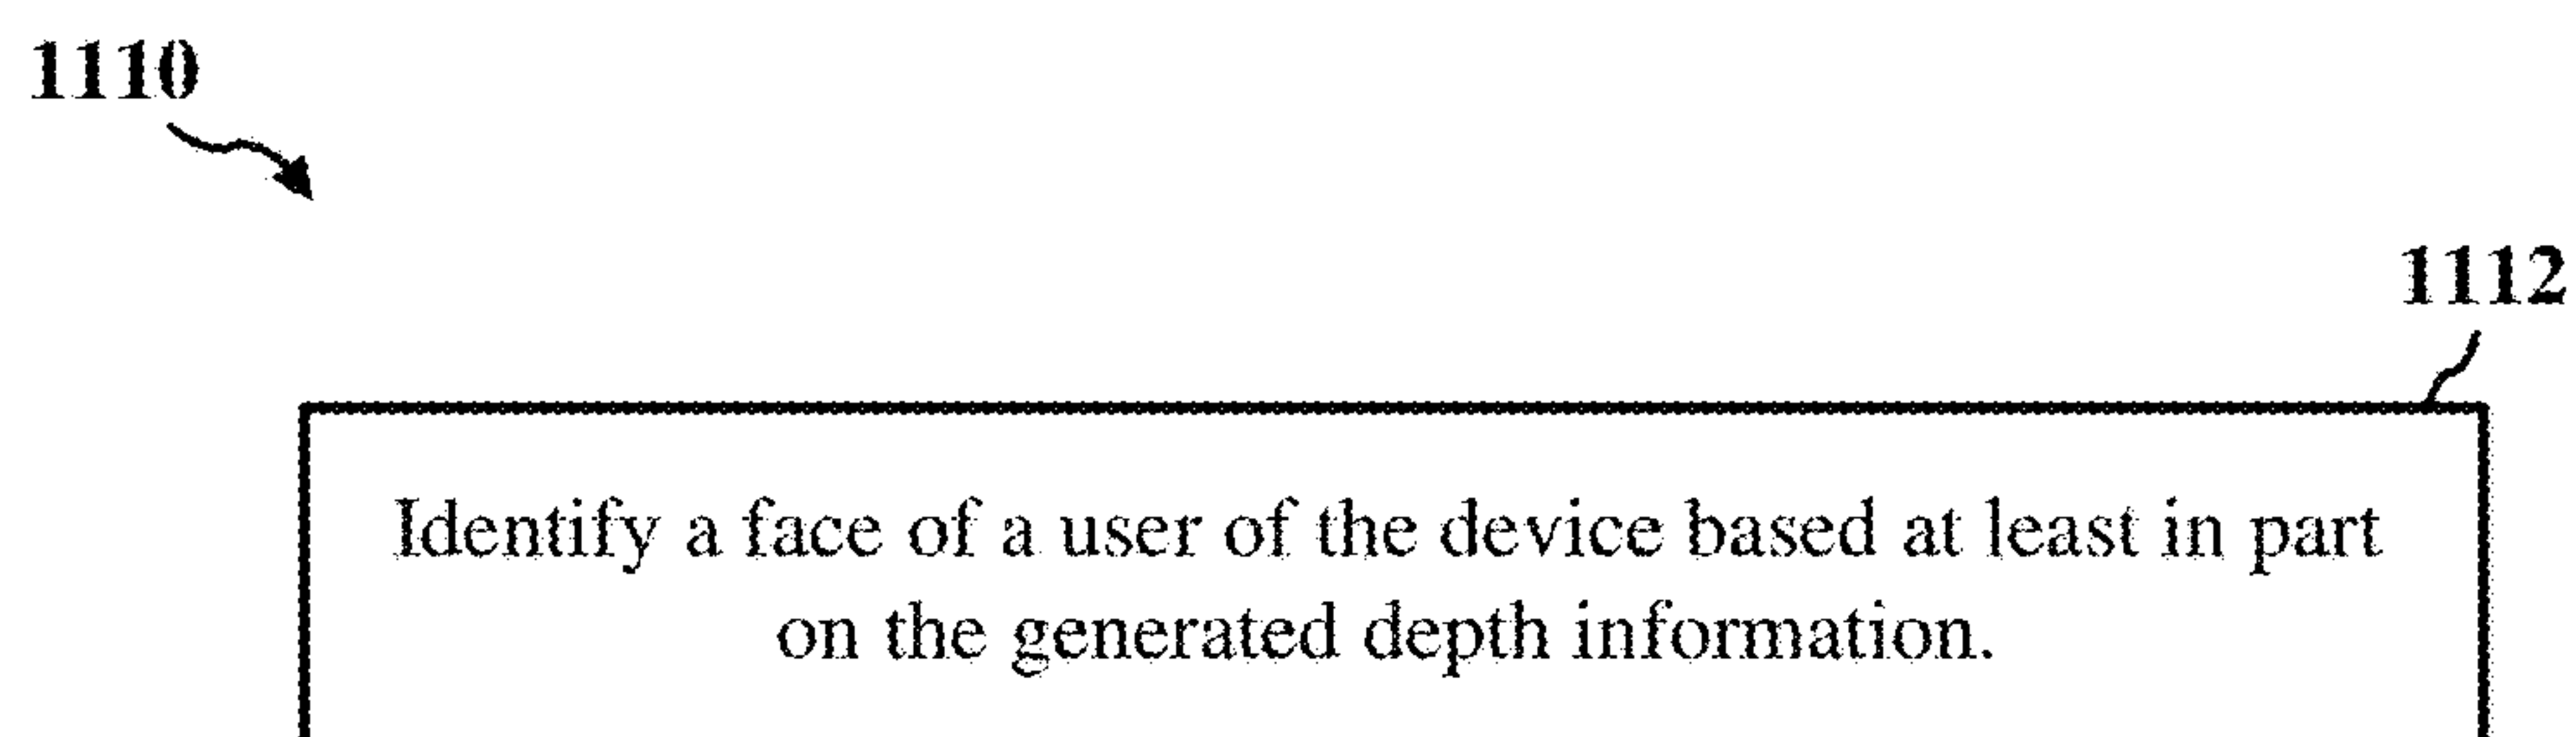 1110
1112
Identify a face of a user of the device based at least in part
on the generated depth information.